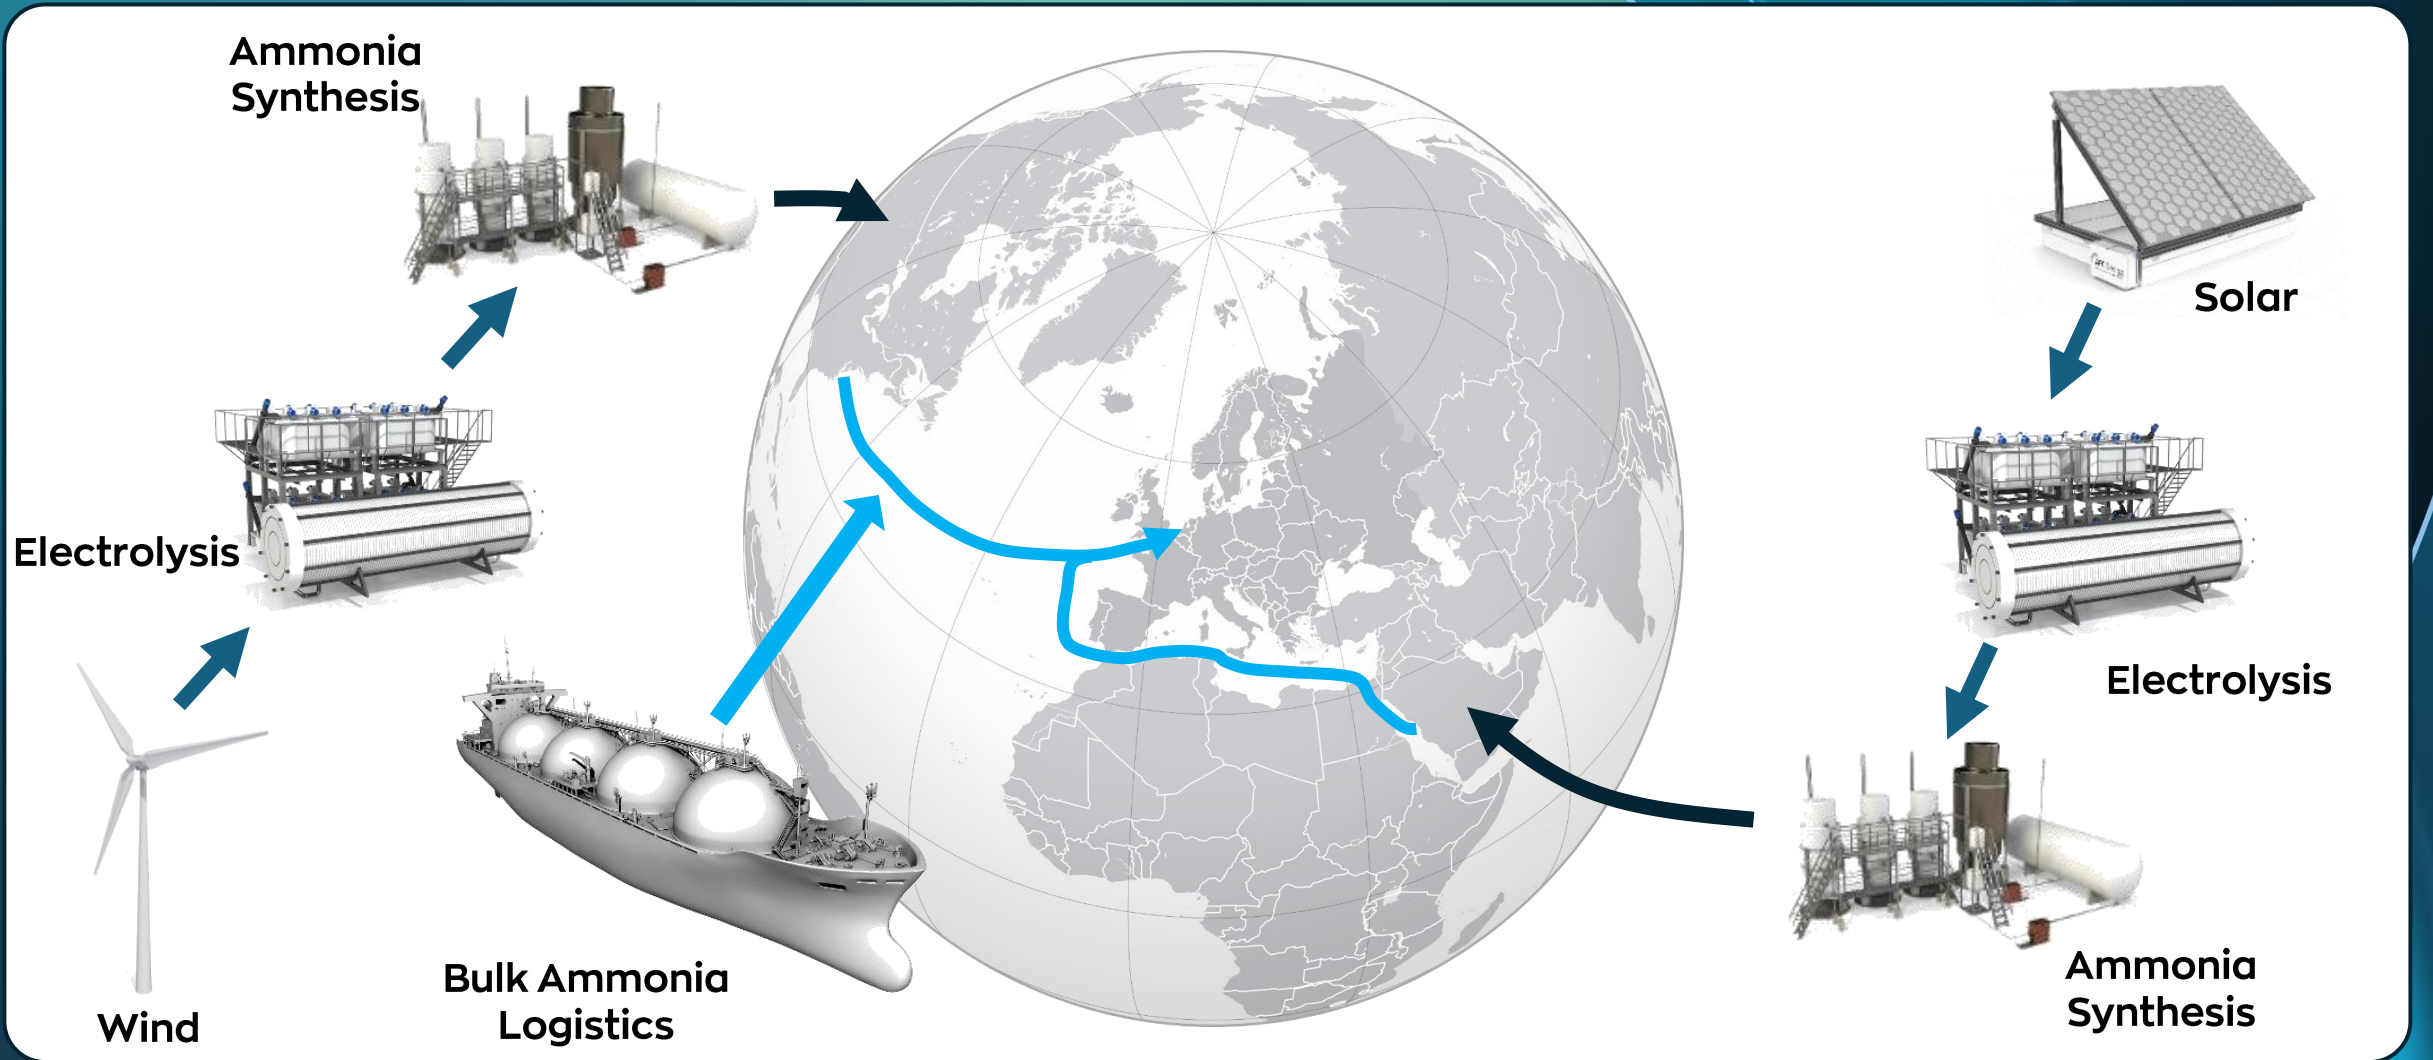 Ammonia
Synthesis
Solar
Electrolysis
Electrolysis
Bulk Ammonia
Logistics
Wind
Ammonia
Synthesis